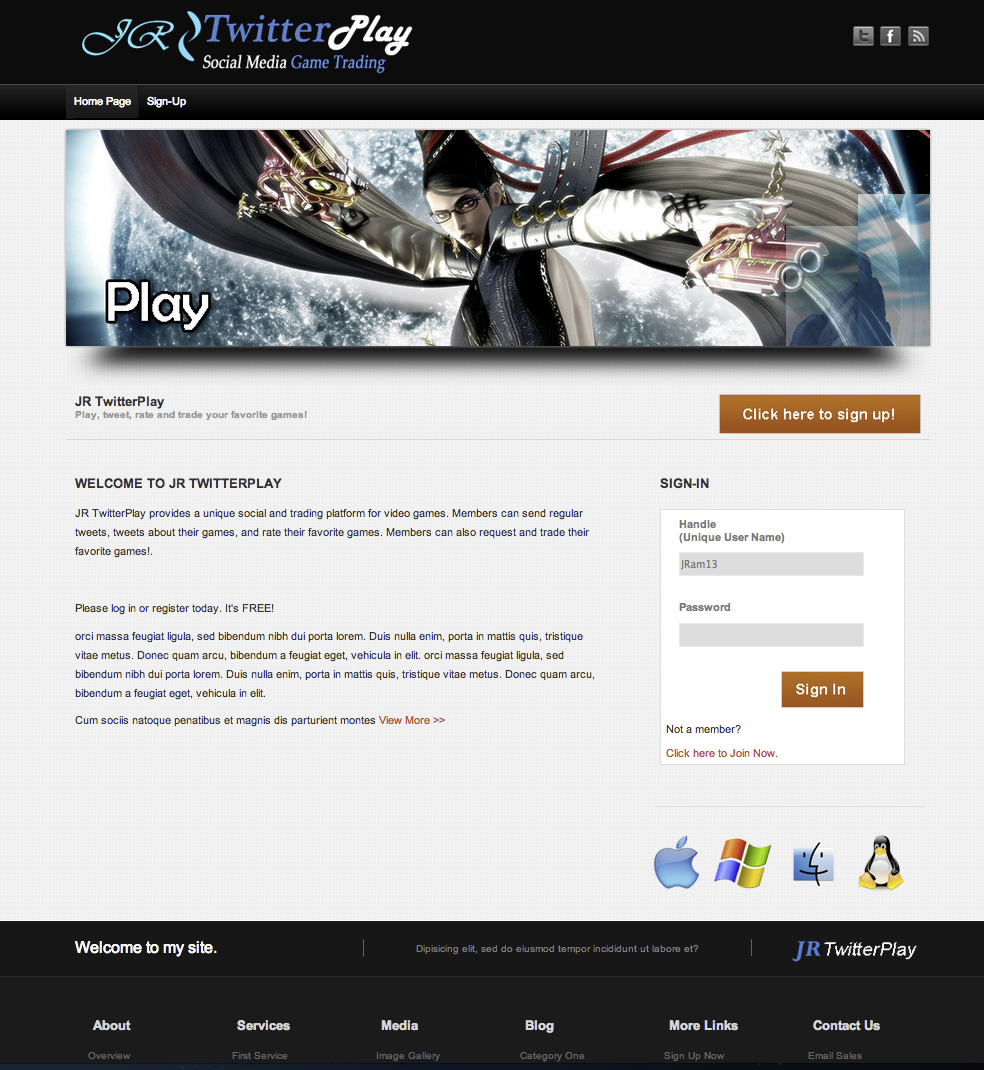 JR TwitterPlay
Social Media Game Trading
Home Page Sign-Up
Play
JR TwitterPlay
Play, tweet, rate and trade your favorite games!
Click here to sign up!
WELCOME TO JR TWITTERPLAY
JR TwitterPlay provides a unique social and trading platform for video games. Members can send regular
tweets, tweets about their games, and rate their favorite games. Members can also request and trade their
favorite games!.
Please log in or register today. It's FREE!
orci massa feugiat ligula, sed bibendum nibh dui porta lorem. Duis nulla enim, porta in mattis quis, tristique
vitae metus. Donec quam arcu, bibendum a feugiat eget, vehicula in elit. orci massa feugiat ligula, sed
bibendum nibh dui porta lorem. Duis nulla enim, porta in mattis quis, tristique vitae metus. Donec quam arcu,
bibendum a feugiat eget, vehicula in elit.
Cum sociis natoque penatibus et magnis dis parturient montes View More >>
SIGN-IN
Handle
(Unique User Name)
JRam13
Password
Sign In
Not a member?
Click here to Join Now.
Welcome to my site.
Dipisicing elit, sed do eiusmod tempor incididunt ut labore et?
JR TwitterPlay
About Services Media Blog More Links Contact Us
Overview First Service Image Gallery Category One Sign Up Now Email Sales